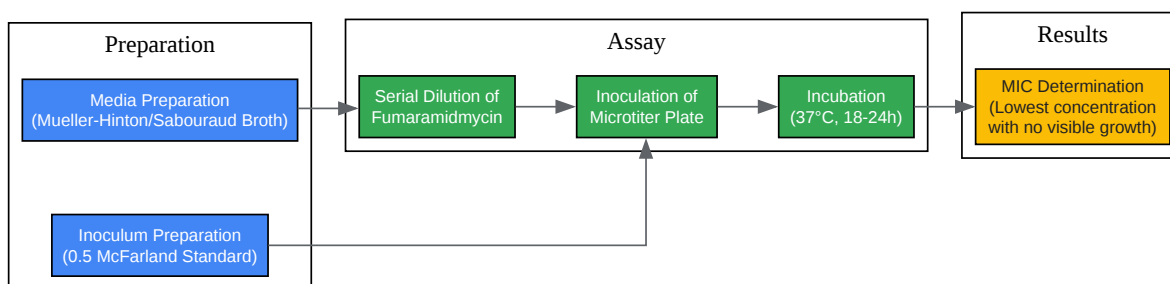 Preparation
Media Preparation
(Mueller-Hinton/Sabouraud Broth)
Inoculum Preparation
(0.5 McFarland Standard)
Assay
Serial Dilution of
Fumaramidmycin
Inoculation of
Microtiter Plate
Incubation
(37°C, 18-24h)
Results
MIC Determination
(Lowest concentration
with no visible growth)